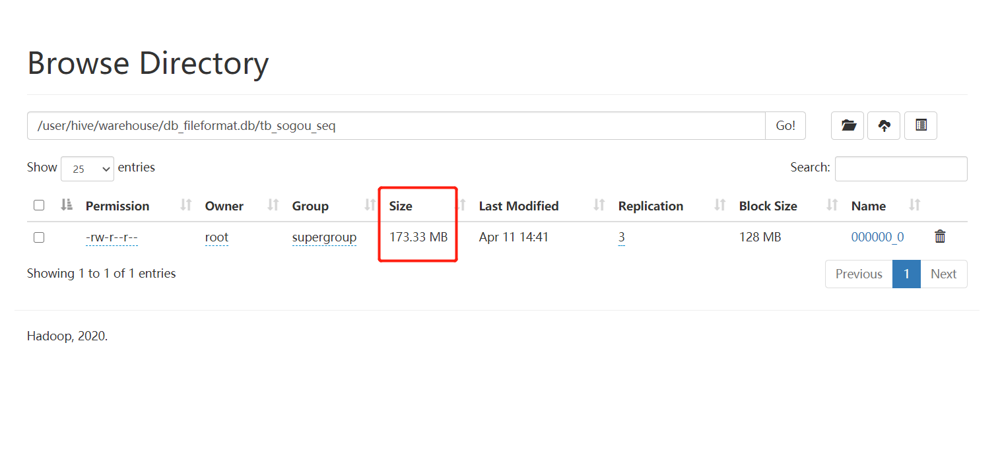 Browse Directory
/user/hive/warehouse/db_fileformat.db/tb_sogou_seq Go!
Show 25 entries Search:
Permission Owner Group Size Last Modified Replication Block Size Name
-rw-r--r-- root supergroup 173.33 MB Apr 11 14:41 3 128 MB 000000_0
Showing 1 to 1 of 1 entries Previous 1 Next
Hadoop, 2020.